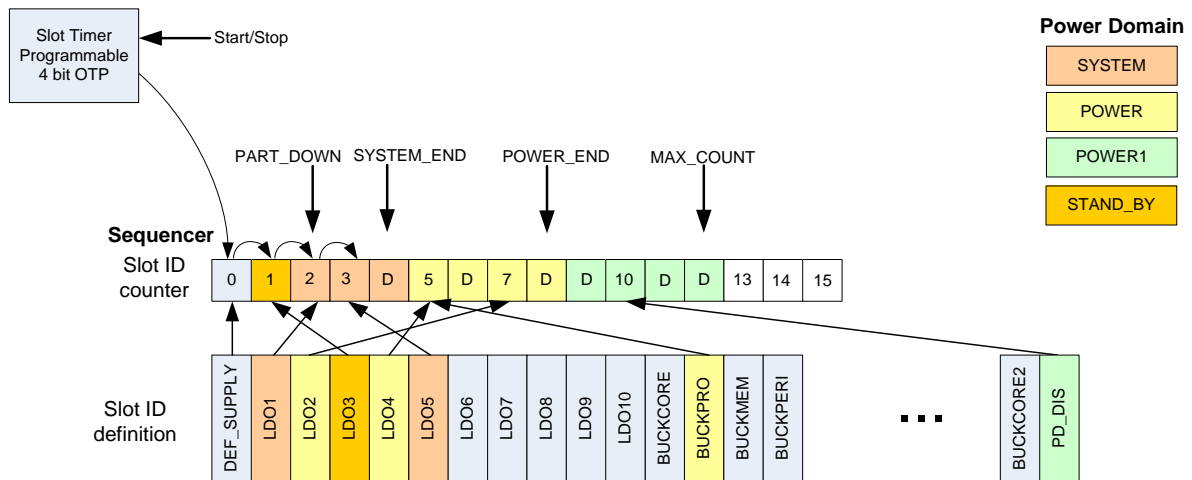 Slot Timer
Programmable
4 bit OTP
Start/Stop
Power Domain
SYSTEM
POWER
POWER1
STAND_BY
PART_DOWN
SYSTEM_END
POWER_END
MAX_COUNT
Sequencer
Slot ID
counter
0 1 2 3 D 5 D 7 D D 10 D D 13 14 15
Slot ID
definition
DEF_SUPPLY
LDO1
LDO2
LDO3
LDO4
LDO5
LDO6
LDO7
LDO8
LDO9
LDO10
BUCKCORE
BUCKPRO
BUCKMEM
BUCKPERI
...
BUCKCORE2
PD_DIS